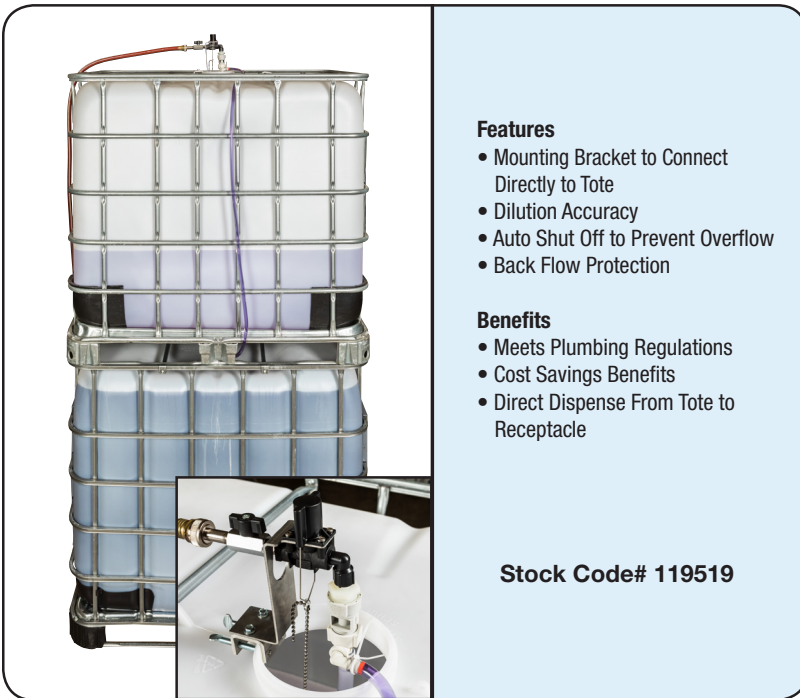 Features
• Mounting Bracket to Connect
Directly to Tote
• Dilution Accuracy
• Auto Shut Off to Prevent Overflow
• Back Flow Protection
Benefits
• Meets Plumbing Regulations
• Cost Savings Benefits
• Direct Dispense From Tote to
Receptacle
Stock Code# 119519